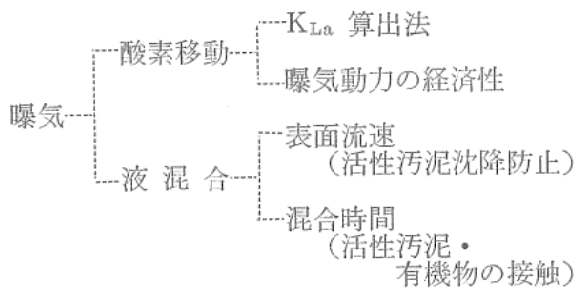 K_La 算出法
酸素移動
曝気動力の経済性
曝気
表面流速
（活性汚泥沈降防止）
液混合
混合時間
（活性汚泥・
有機物の接触）